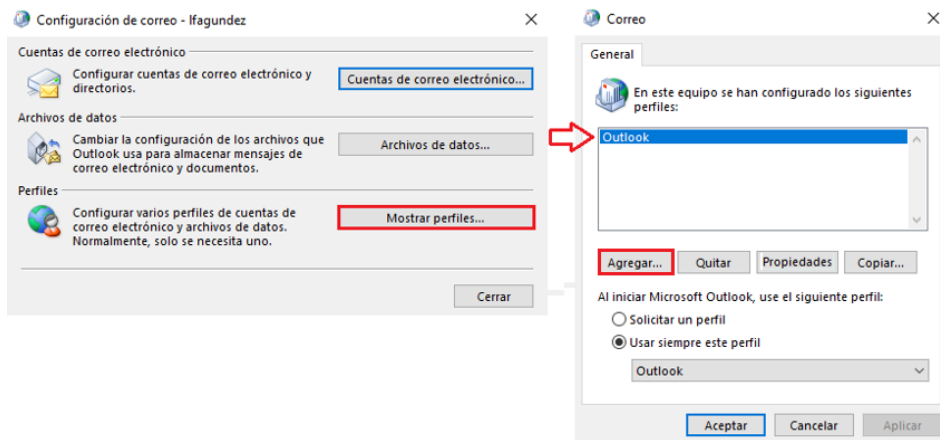 Configuración de correo - lfagundez
Cuentas de correo electrónico
Configurar cuentas de correo electrónico y
directorios.
Cuentas de correo electrónico...
Archivos de datos
Cambiar la configuración de los archivos que
Outlook usa para almacenar mensajes de
correo electrónico y documentos.
Archivos de datos...
Perfiles
Configurar varios perfiles de cuentas de
correo electrónico y archivos de datos.
Normalmente, solo se necesita uno.
Mostrar perfiles...
Cerrar
Correo
General
En este equipo se han configurado los siguientes
perfiles:
Outlook
Agregar...
Quitar
Propiedades
Copiar...
Al iniciar Microsoft Outlook, use el siguiente perfil:
Solicitar un perfil
Usar siempre este perfil
Outlook
Aceptar
Cancelar
Aplicar